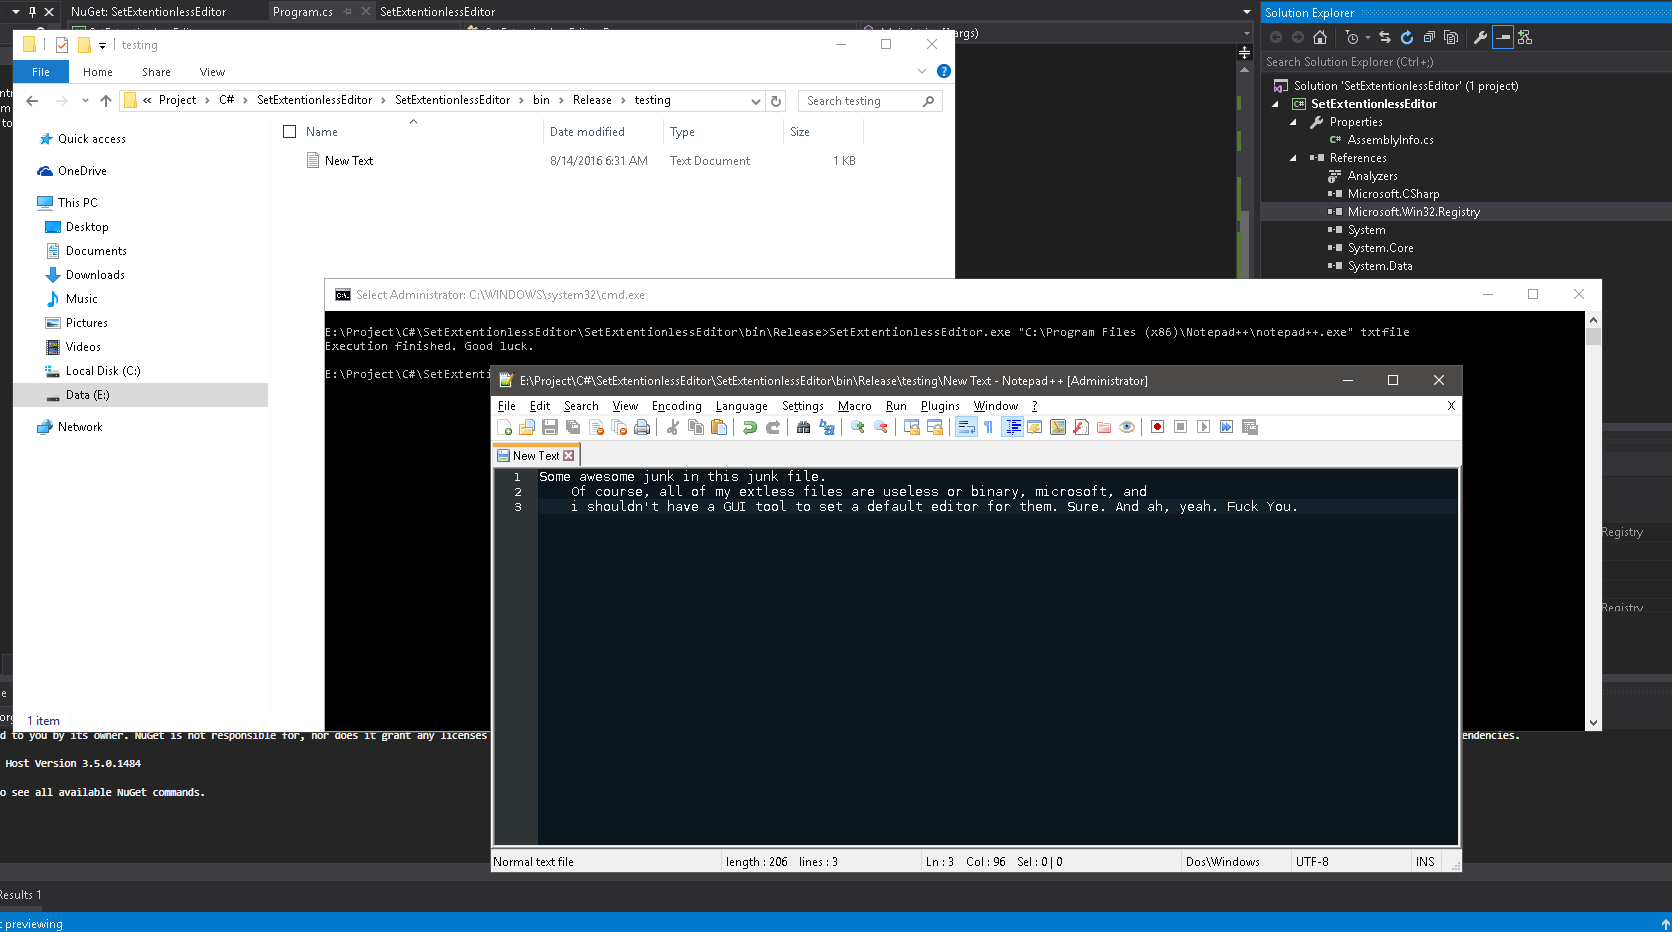 NuGet: SetExtentionlessEditor
Program.cs
SetExtentionlessEditor
args)
testing
File
Home
Share
View
« Project > C# > SetExtentionlessEditor > SetExtentionlessEditor > bin > Release > testing
Search testing
Quick access
OneDrive
This PC
Desktop
Documents
Downloads
Music
Pictures
Videos
Local Disk (C:)
Data (E:)
Network
1 item
Name
Date modified
Type
Size
New Text
8/14/2016 6:31 AM
Text Document
1 KB
Solution Explorer
Search Solution Explorer (Ctrl+;)
Solution 'SetExtentionlessEditor' (1 project)
C# SetExtentionlessEditor
Properties
C# AssemblyInfo.cs
References
Analyzers
Microsoft.CSharp
Microsoft.Win32.Registry
System
System.Core
System.Data
Select Administrator: C:\WINDOWS\system32\cmd.exe
E:\Project\C#\SetExtentionlessEditor\SetExtentionlessEditor\bin\Release>SetExtentionlessEditor.exe "C:\Program Files (x86)\Notepad++\notepad++.exe" txtfile
Execution finished. Good luck.
E:\Project\C#\SetExtenti
E:\Project\C#\SetExtentionlessEditor\SetExtentionlessEditor\bin\Release\testing\New Text - Notepad++ [Administrator]
File Edit Search View Encoding Language Settings Macro Run Plugins Window ?
X
New Text
1 Some awesome junk in this junk file.
2 Of course, all of my extless files are useless or binary, microsoft, and
3 i shouldn't have a GUI tool to set a default editor for them. Sure. And ah, yeah. Fuck You.
Normal text file
length : 206 lines : 3
Ln : 3 Col : 96 Sel : 0 | 0
Dos\Windows
UTF-8
INS
Registry
Registry
d to you by its owner. NuGet is not responsible for, nor does it grant any licenses
endencies.
Host Version 3.5.0.1484
o see all available NuGet commands.
Results 1
previewing